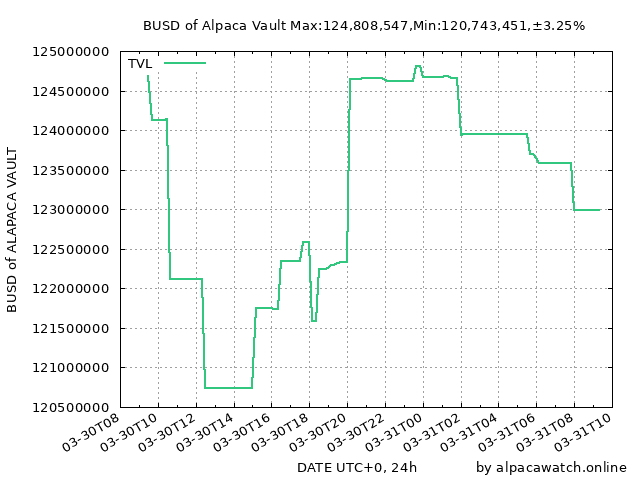 BUSD of Alpaca Vault Max:124,808,547,Min:120,743,451,±3.25%
TVL
125000000
124500000
124000000
123500000
123000000
122500000
122000000
121500000
121000000
120500000
BUSD of ALAPACA VAULT
03-30T08
03-30T10
03-30T12
03-30T14
03-30T16
03-30T18
03-30T20
03-30T22
03-31T00
03-31T02
03-31T04
03-31T06
03-31T08
03-31T10
DATE UTC+0, 24h
by alpacawatch.online